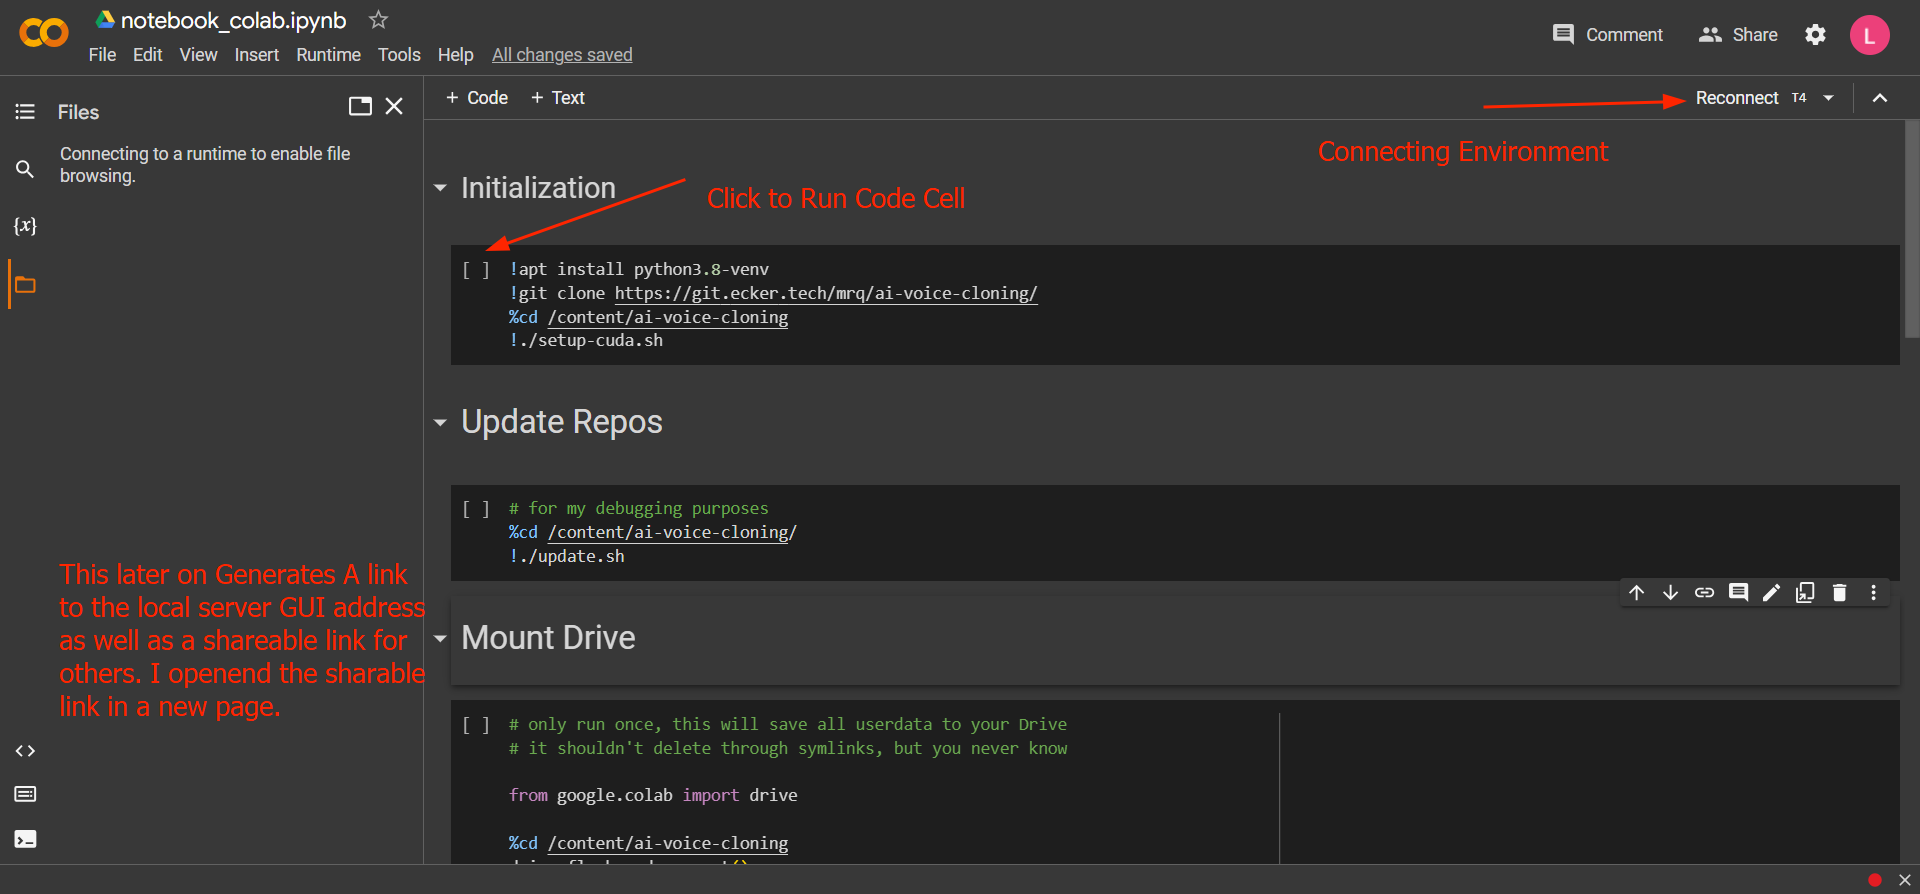 notebook_colab.ipynb
File Edit View Insert Runtime Tools Help All changes saved
Comment Share L
Files
Connecting to a runtime to enable file
browsing.
{x}
+ Code + Text
Reconnect T4
Connecting Environment
Initialization
Click to Run Code Cell
[ ] !apt install python3.8-venv
!git clone https://git.ecker.tech/mrq/ai-voice-cloning/
%cd /content/ai-voice-cloning
!./setup-cuda.sh
Update Repos
[ ] # for my debugging purposes
%cd /content/ai-voice-cloning/
!./update.sh
This later on Generates A link
to the local server GUI address
as well as a shareable link for
others. I openend the sharable
link in a new page.
Mount Drive
[ ] # only run once, this will save all userdata to your Drive
# it shouldn't delete through symlinks, but you never know
from google.colab import drive
%cd /content/ai-voice-cloning